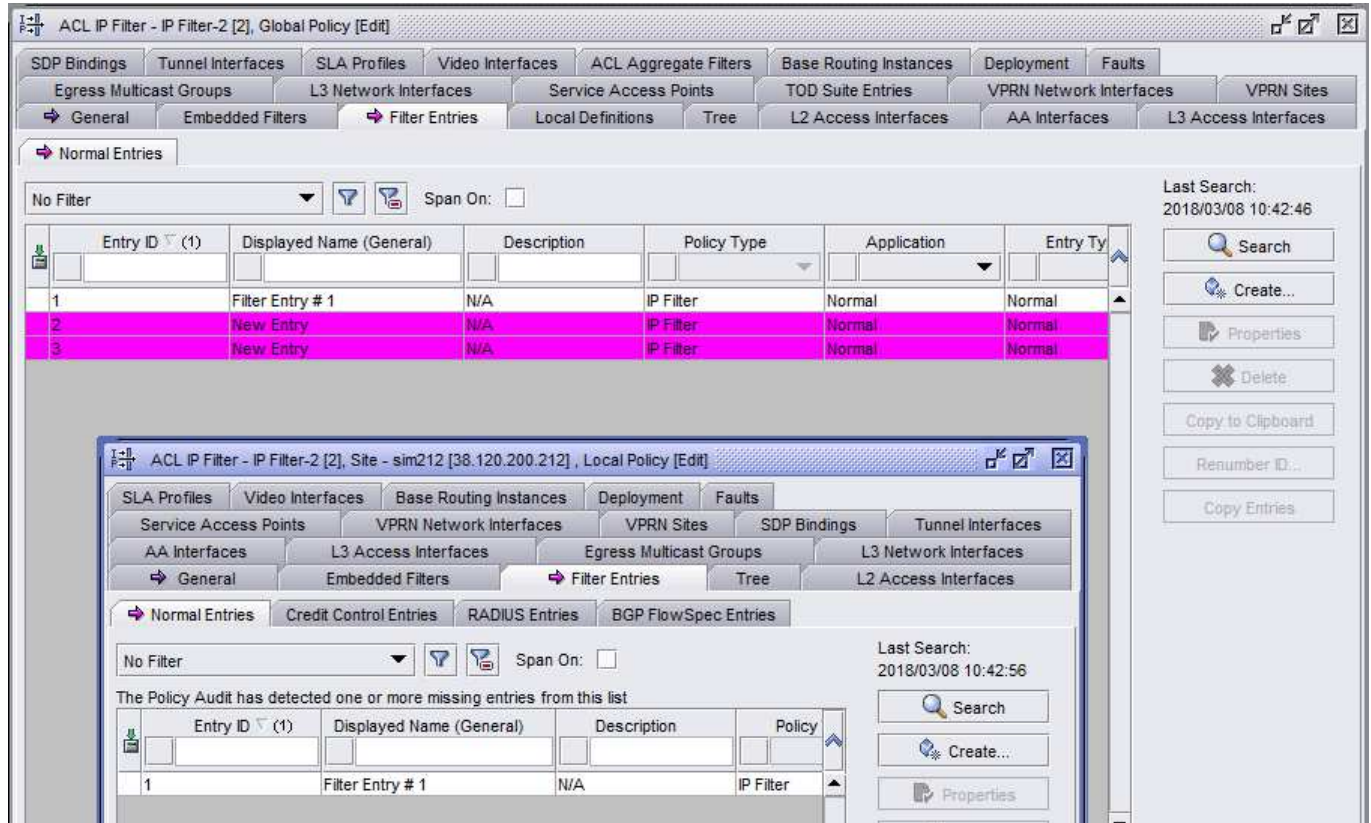 ACL IP Filter - IP Filter-2 [2], Global Policy [Edit]
SDP Bindings Tunnel Interfaces SLA Profiles Video Interfaces ACL Aggregate Filters Base Routing Instances Deployment Faults
Egress Multicast Groups L3 Network Interfaces Service Access Points TOD Suite Entries VPRN Network Interfaces VPRN Sites
General Embedded Filters Filter Entries Local Definitions Tree L2 Access Interfaces AA Interfaces L3 Access Interfaces
Normal Entries
No Filter Span On:
Last Search:
2018/03/08 10:42:46
Entry ID (1) Displayed Name (General) Description Policy Type Application Entry Ty
1 Filter Entry # 1 N/A IP Filter Normal Normal
2 New Entry N/A IP Filter Normal Normal
3 New Entry N/A IP Filter Normal Normal
Search
Create...
Properties
Delete
Copy to Clipboard
Renumber ID...
Copy Entries
ACL IP Filter - IP Filter-2 [2], Site - sim212 [38.120.200.212] , Local Policy [Edit]
SLA Profiles Video Interfaces Base Routing Instances Deployment Faults
Service Access Points VPRN Network Interfaces VPRN Sites SDP Bindings Tunnel Interfaces
AA Interfaces L3 Access Interfaces Egress Multicast Groups L3 Network Interfaces
General Embedded Filters Filter Entries Tree L2 Access Interfaces
Normal Entries Credit Control Entries RADIUS Entries BGP FlowSpec Entries
No Filter Span On:
Last Search:
2018/03/08 10:42:56
The Policy Audit has detected one or more missing entries from this list
Entry ID (1) Displayed Name (General) Description Policy
1 Filter Entry # 1 N/A IP Filter
Search
Create...
Properties